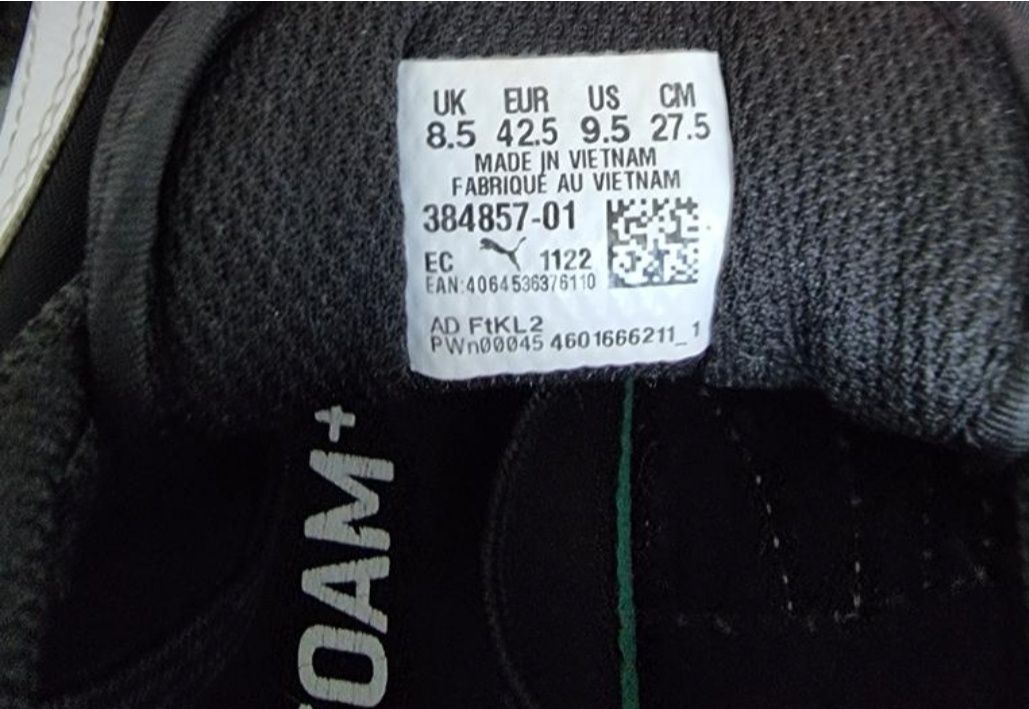 UK EUR US CM
8.5 42.5 9.5 27.5
MADE IN VIETNAM
FABRIQUÉ AU VIETNAM
384857-01
EC 1122
EAN:4064536376110
AD FtKL2
PWn00045 4601666211_1
OAM+